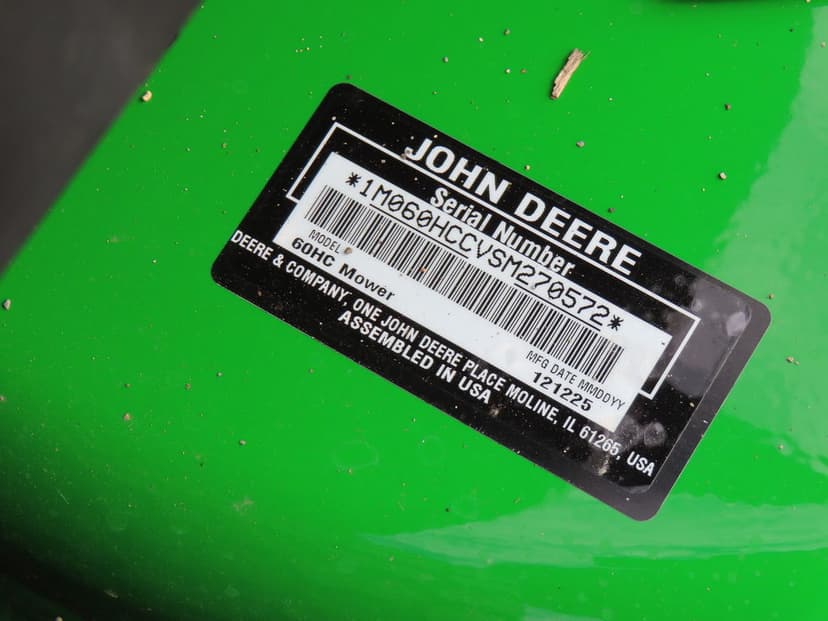 JOHN DEERE
Serial Number
*1M060HCCVSM270572*
MODEL
60HC Mower
MFG DATE MMDDYY
121225
DEERE & COMPANY, ONE JOHN DEERE PLACE MOLINE, IL 61265, USA
ASSEMBLED IN USA